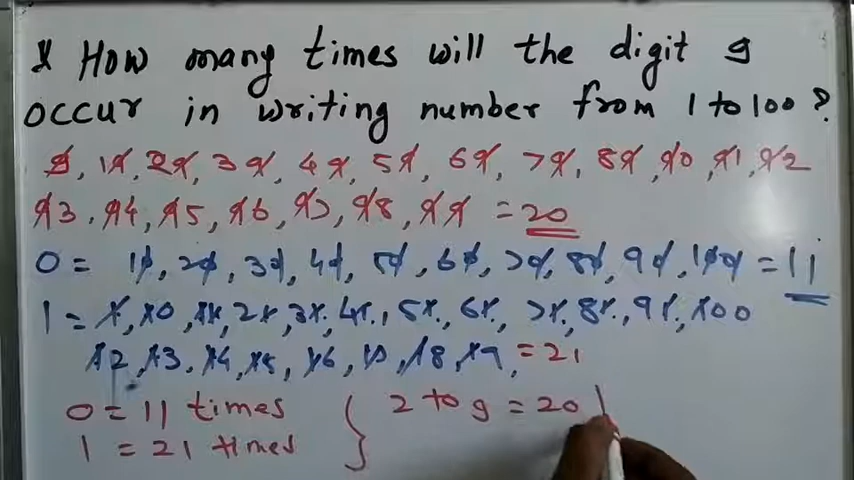 * How many times will the digit 9
occur in writing number from 1 to 100 ?
9, 19, 29, 39, 49, 59, 69, 79, 89, 90, 91, 92
93, 94, 95, 96, 97, 98, 99 = 20
0 = 10, 20, 30, 40, 50, 60, 70, 80, 90, 100 = 11
1 = 1, 10, 11, 21, 31, 41, 51, 61, 71, 81, 91, 100
12, 13, 14, 15, 16, 17, 18, 19, = 21
0 = 11 times { 2 to 9 = 20
1 = 21 times